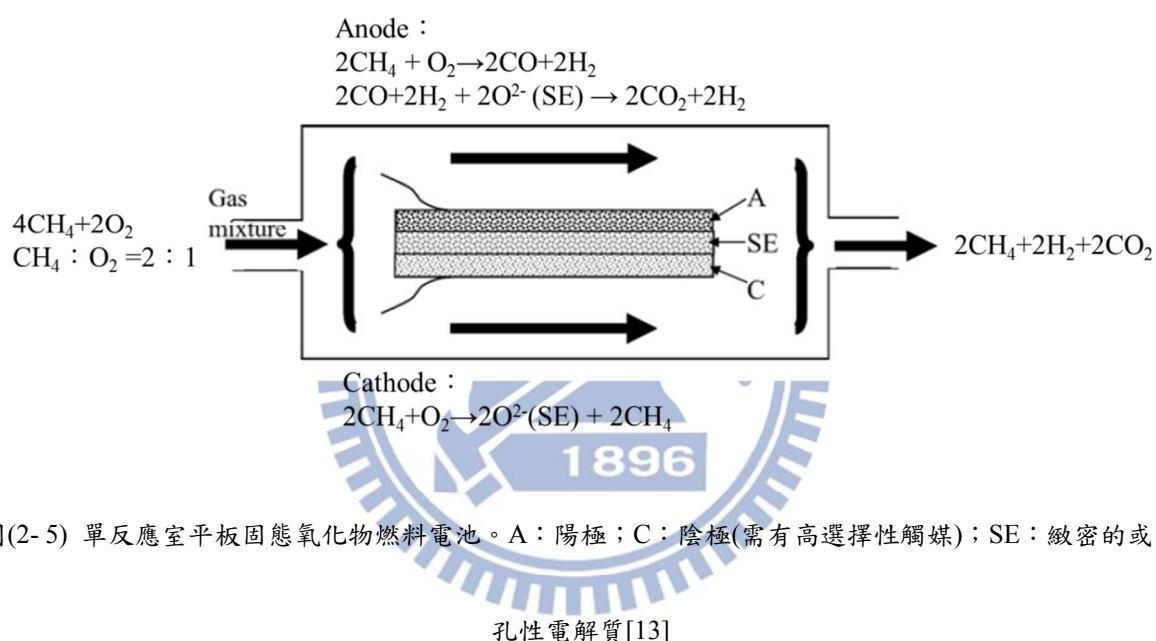 Anode：
2CH₄ + O₂→2CO+2H₂
2CO+2H₂ + 2O²⁻ (SE) → 2CO₂+2H₂
4CH₄+2O₂
CH₄：O₂ =2：1
Gas
mixture
A
SE
C
2CH₄+2H₂+2CO₂
Cathode：
2CH₄+O₂→2O²⁻(SE) + 2CH₄
1896
(2- 5) 單反應室平板固態氧化物燃料電池。A：陽極；C：陰極(需有高選擇性觸媒)；SE：緻密的或
孔性電解質[13]